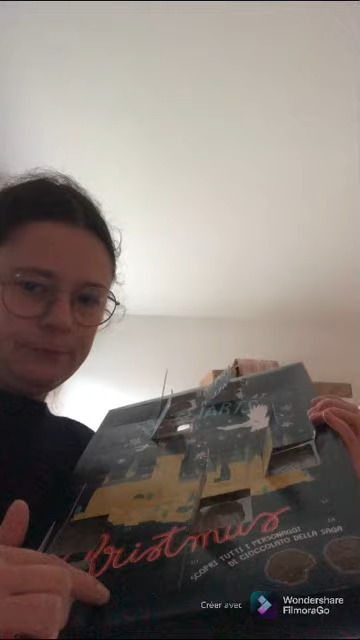 Christmas
SCOPRI TUTTI I PERSONAGGI
DI CIOCCOLATO DELLA SAGA
Créer avec
Wondershare
FilmoraGo